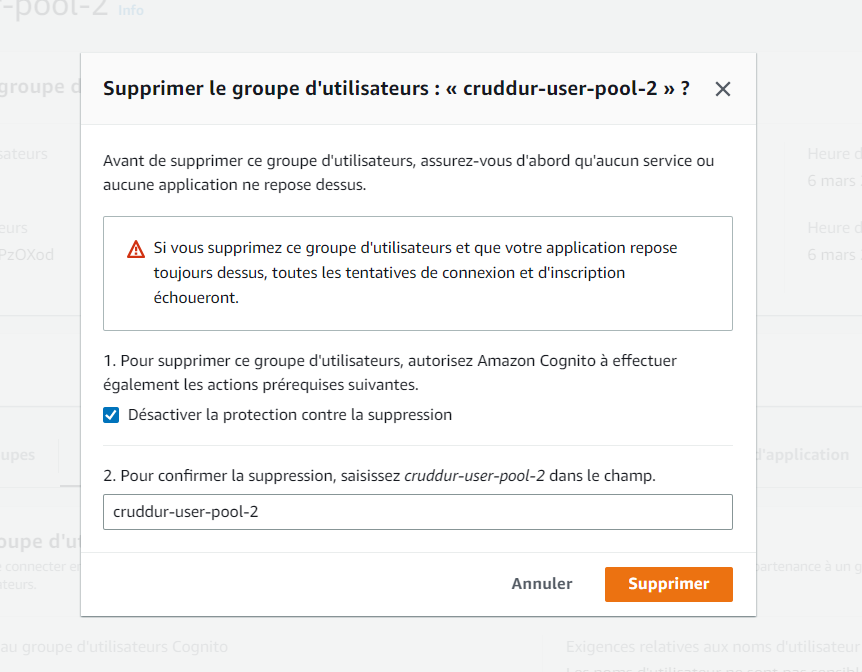 -pool-2 Info
Supprimer le groupe d'utilisateurs : « cruddur-user-pool-2 » ?
groupe d
Avant de supprimer ce groupe d'utilisateurs, assurez-vous d'abord qu'aucun service ou
aucune application ne repose dessus.
sateurs
Heure d
6 mars
eurs
PzOXod
Heure d
6 mars
Si vous supprimez ce groupe d'utilisateurs et que votre application repose
toujours dessus, toutes les tentatives de connexion et d'inscription
échoueront.
1. Pour supprimer ce groupe d'utilisateurs, autorisez Amazon Cognito à effectuer
également les actions prérequises suivantes.
Désactiver la protection contre la suppression
upes
d'application
2. Pour confirmer la suppression, saisissez cruddur-user-pool-2 dans le champ.
cruddur-user-pool-2
oupe d'ut
connecter en
ateurs.
partenance à un g
Annuler
Supprimer
au groupe d'utilisateurs Cognito
Exigences relatives aux noms d'utilisateur